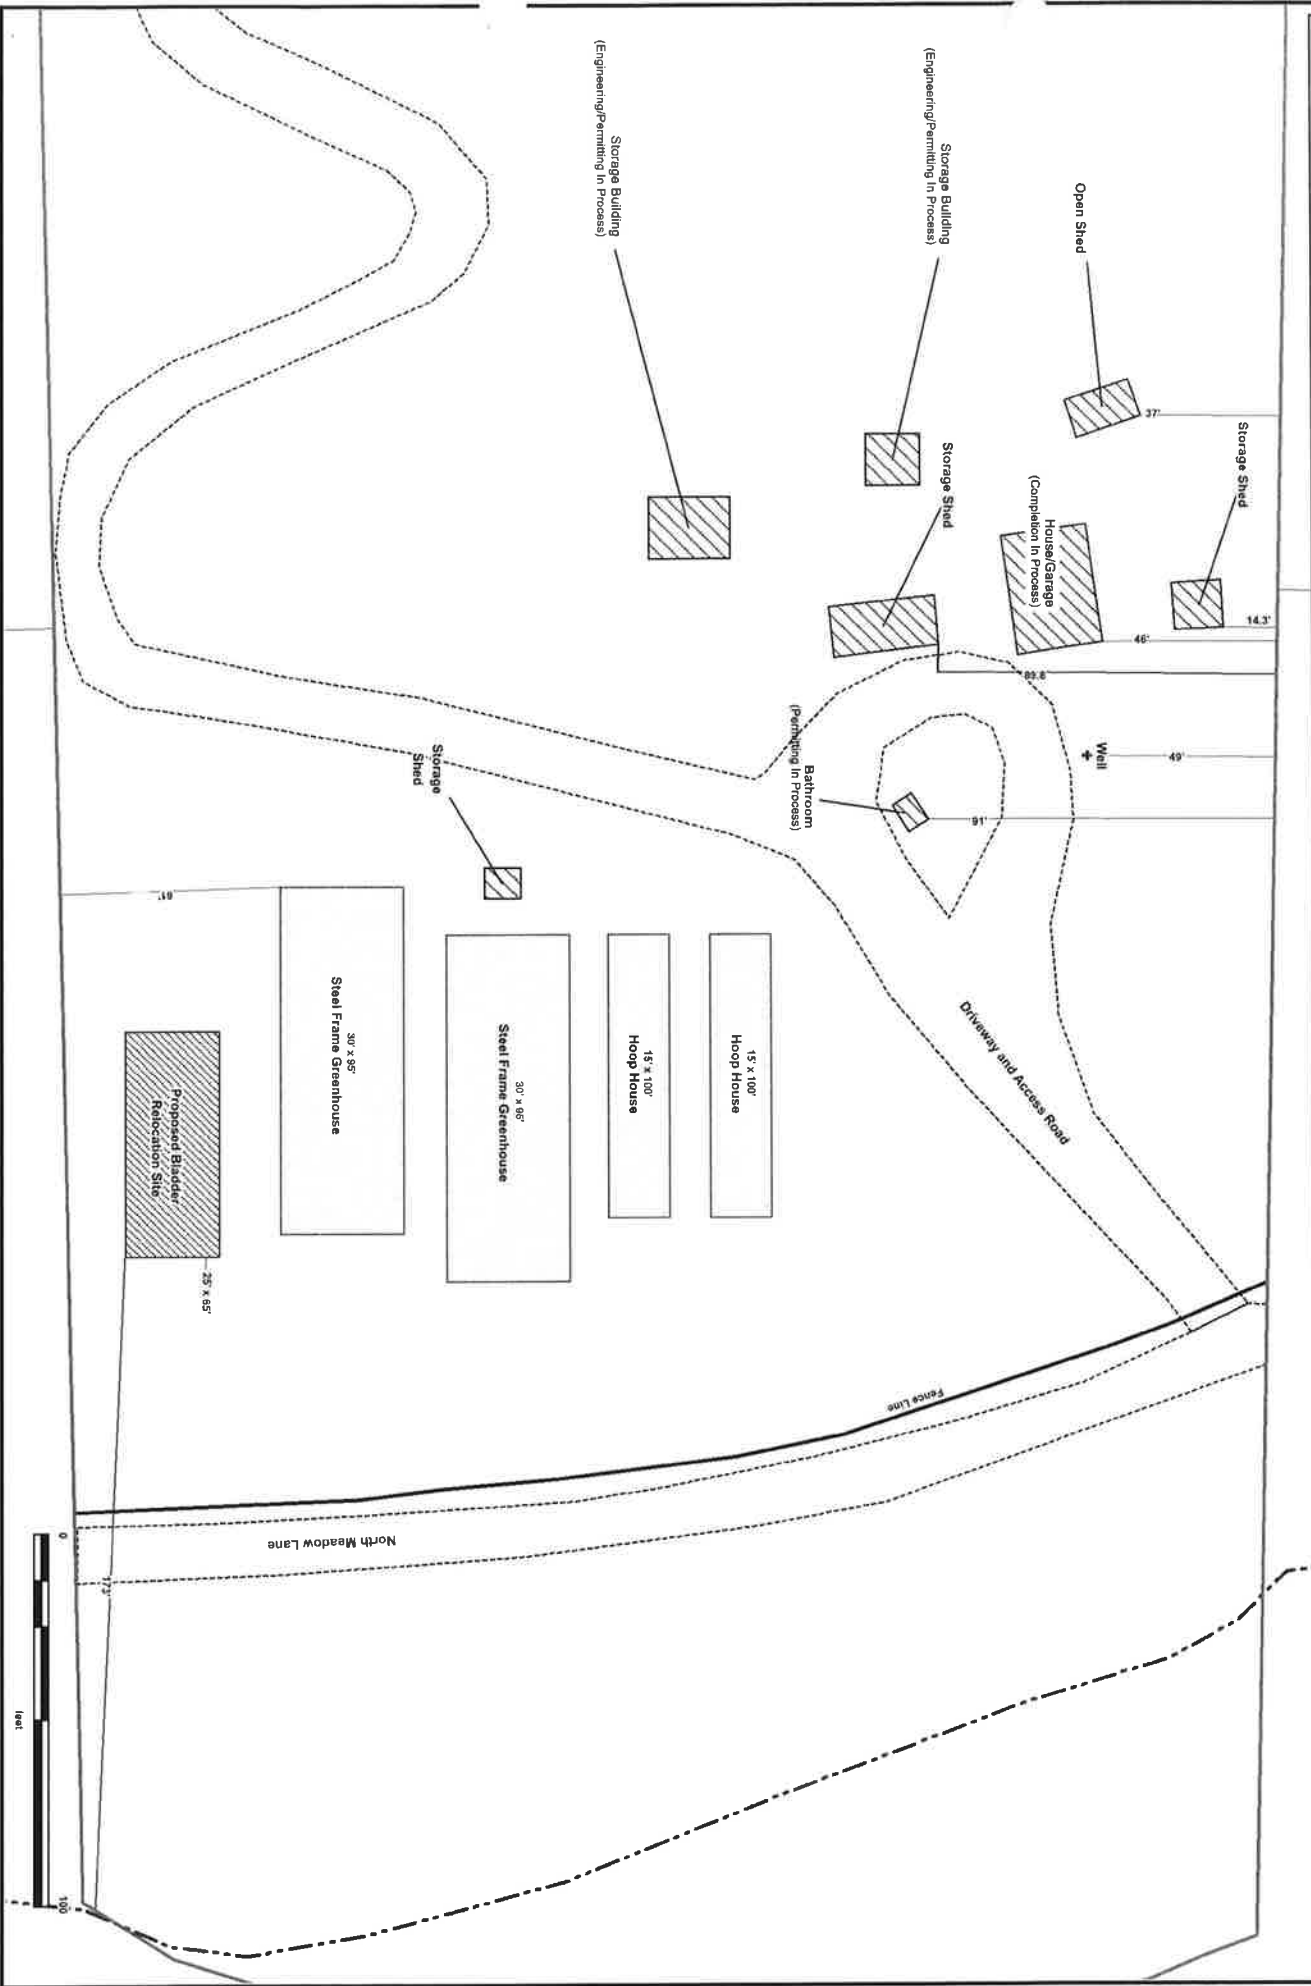 Storage Shed
14.3'
49'
37'
46'
Open Shed
Well
House/Garage
(Completion In Process)
89.8
Driveway and Access Road
91'
Storage Building
(Engineering/Permitting In Process)
Storage Shed
Fence Line
Bathroom
(Permitting In Process)
15' x 100'
Hoop House
15' x 100'
Hoop House
Storage Building
(Engineering/Permitting In Process)
30' x 96'
Steel Frame Greenhouse
Storage
Shed
30' x 95'
Steel Frame Greenhouse
North Meadow Lane
25' x 65'
Proposed Bladder
Relocation Site
61'
173'
0
100
feet